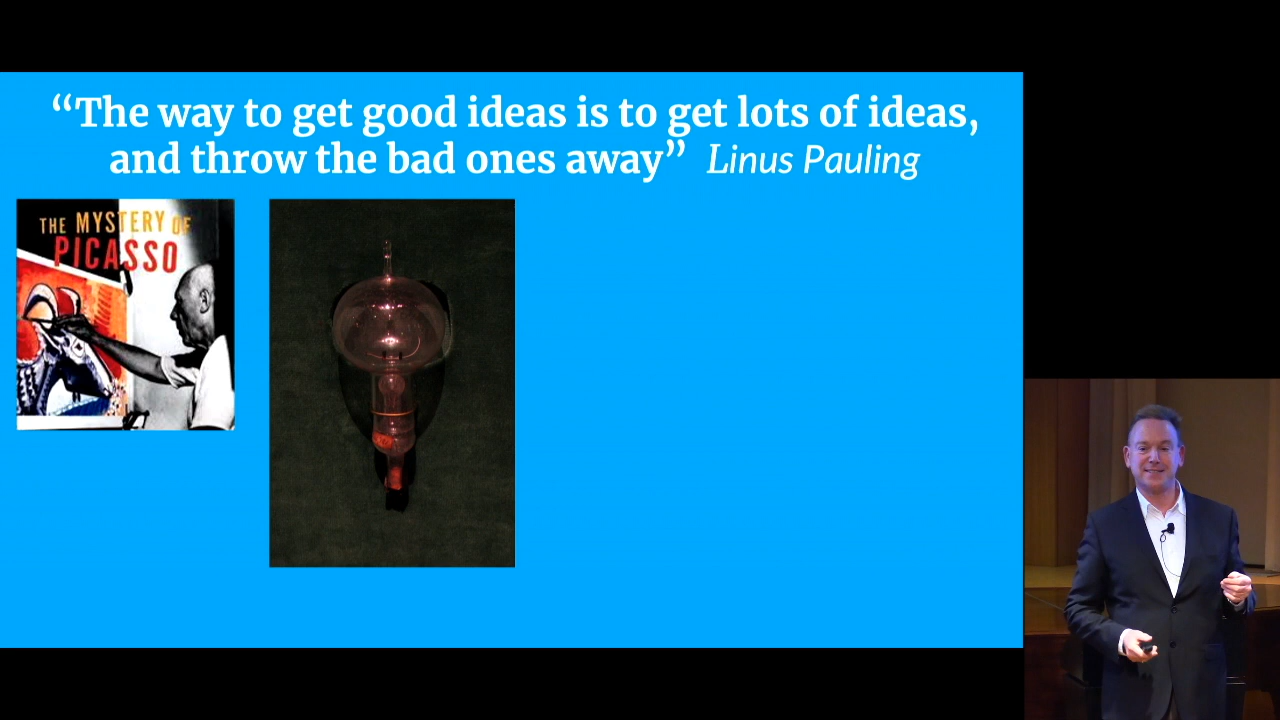 “The way to get good ideas is to get lots of ideas,
and throw the bad ones away” Linus Pauling
THE MYSTERY OF
PICASSO